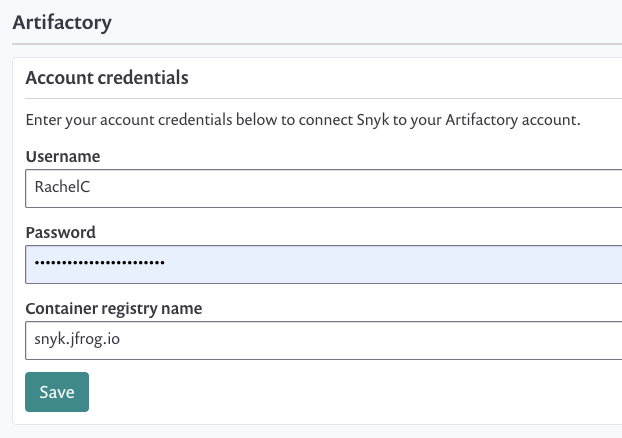 Artifactory
Account credentials
Enter your account credentials below to connect Snyk to your Artifactory account.
Username
RachelC
Password
••••••••••••••••••••••••
Container registry name
snyk.jfrog.io
Save